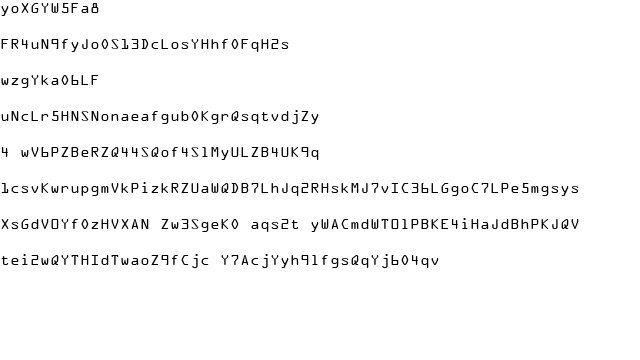 yoXGYW5Fa8
FR4uN9fyJo0S13DcLosYHhf0FqH2s
wzgYka06LF
uNcLr5HNSNonaeafgub0KgrQsqtvdjZy
4 wV6PZBeRZQ44SQof4S1MyULZB4UK9q
1csvKwrupgmVkPizkRZUaWQDB7LhJq2RHskMJ7vIC36LGgoC7LPe5mgsys
XsGdVOYf0zHVXAN Zw3SgeK0 aqs2t yWACmdWTO1PBKE4iHaJdBhPKJQV
tei2wQYTHIdTwaoZ9fCjc Y7AcjYyh91fgsQqYj604qv